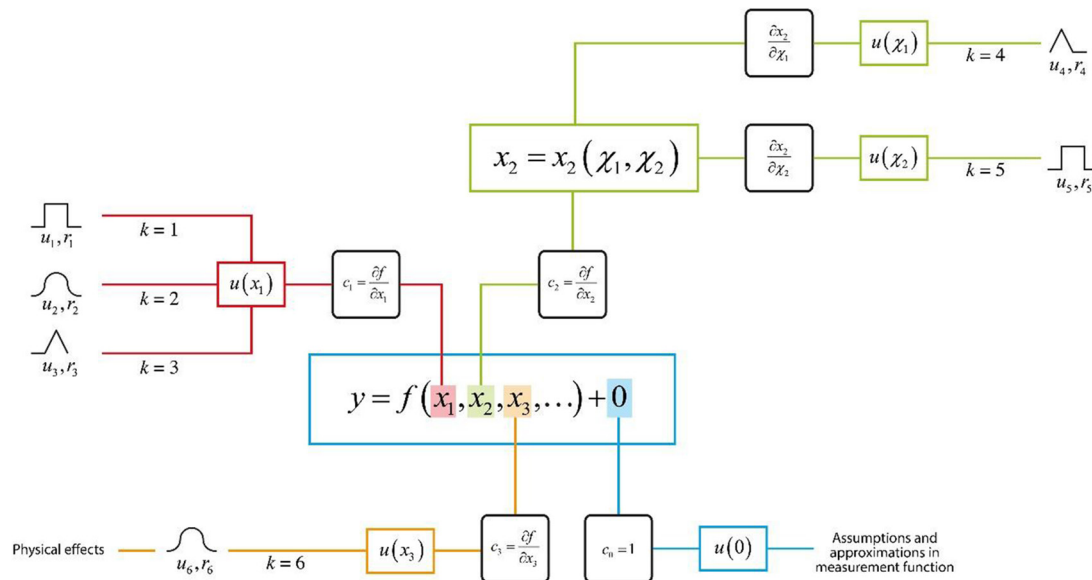 ∂x₂/∂χ₁
u(χ₁)
k = 4
u₄,r₄
x₂ = x₂(χ₁,χ₂)
∂x₂/∂χ₂
u(χ₂)
k = 5
u₅,r₅
k = 1
u₁,r₁
u(x₁)
c₁ = ∂f/∂x₁
c₂ = ∂f/∂x₂
k = 2
u₂,r₂
k = 3
u₃,r₃
y = f(x₁,x₂,x₃,…)+0
Physical effects
u₆,r₆
k = 6
u(x₃)
c₃ = ∂f/∂x₃
c₀ = 1
u(0)
Assumptions and
approximations in
measurement function